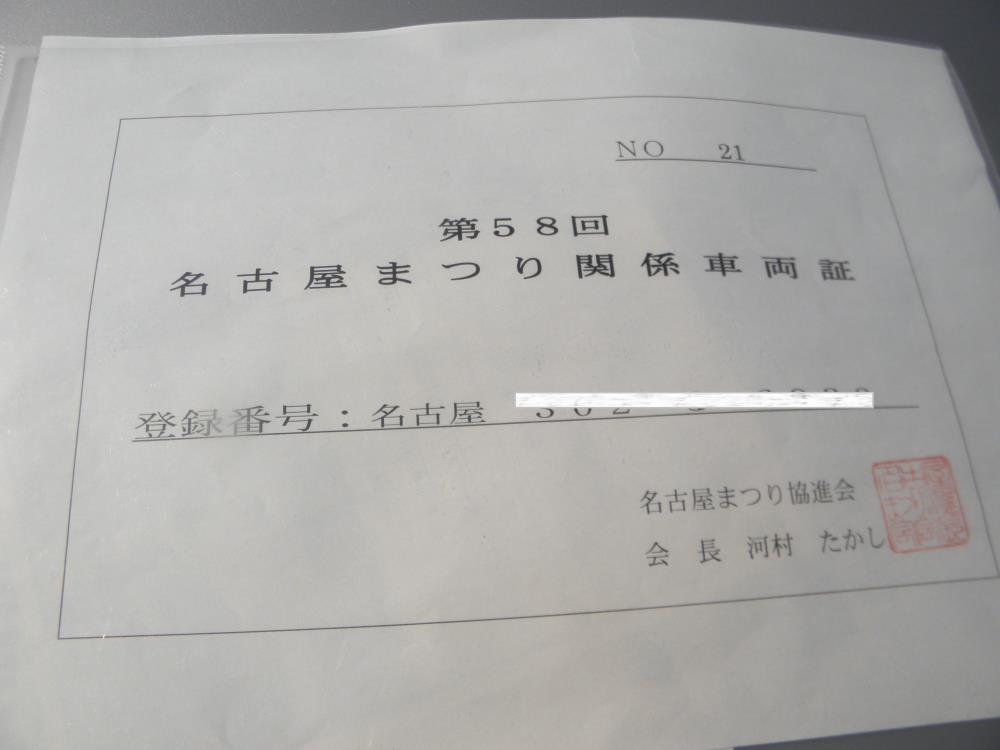 NO 21
第５８回
名古屋まつり関係車両証
登録番号：名古屋
名古屋まつり協進会
会長 河村 たかし